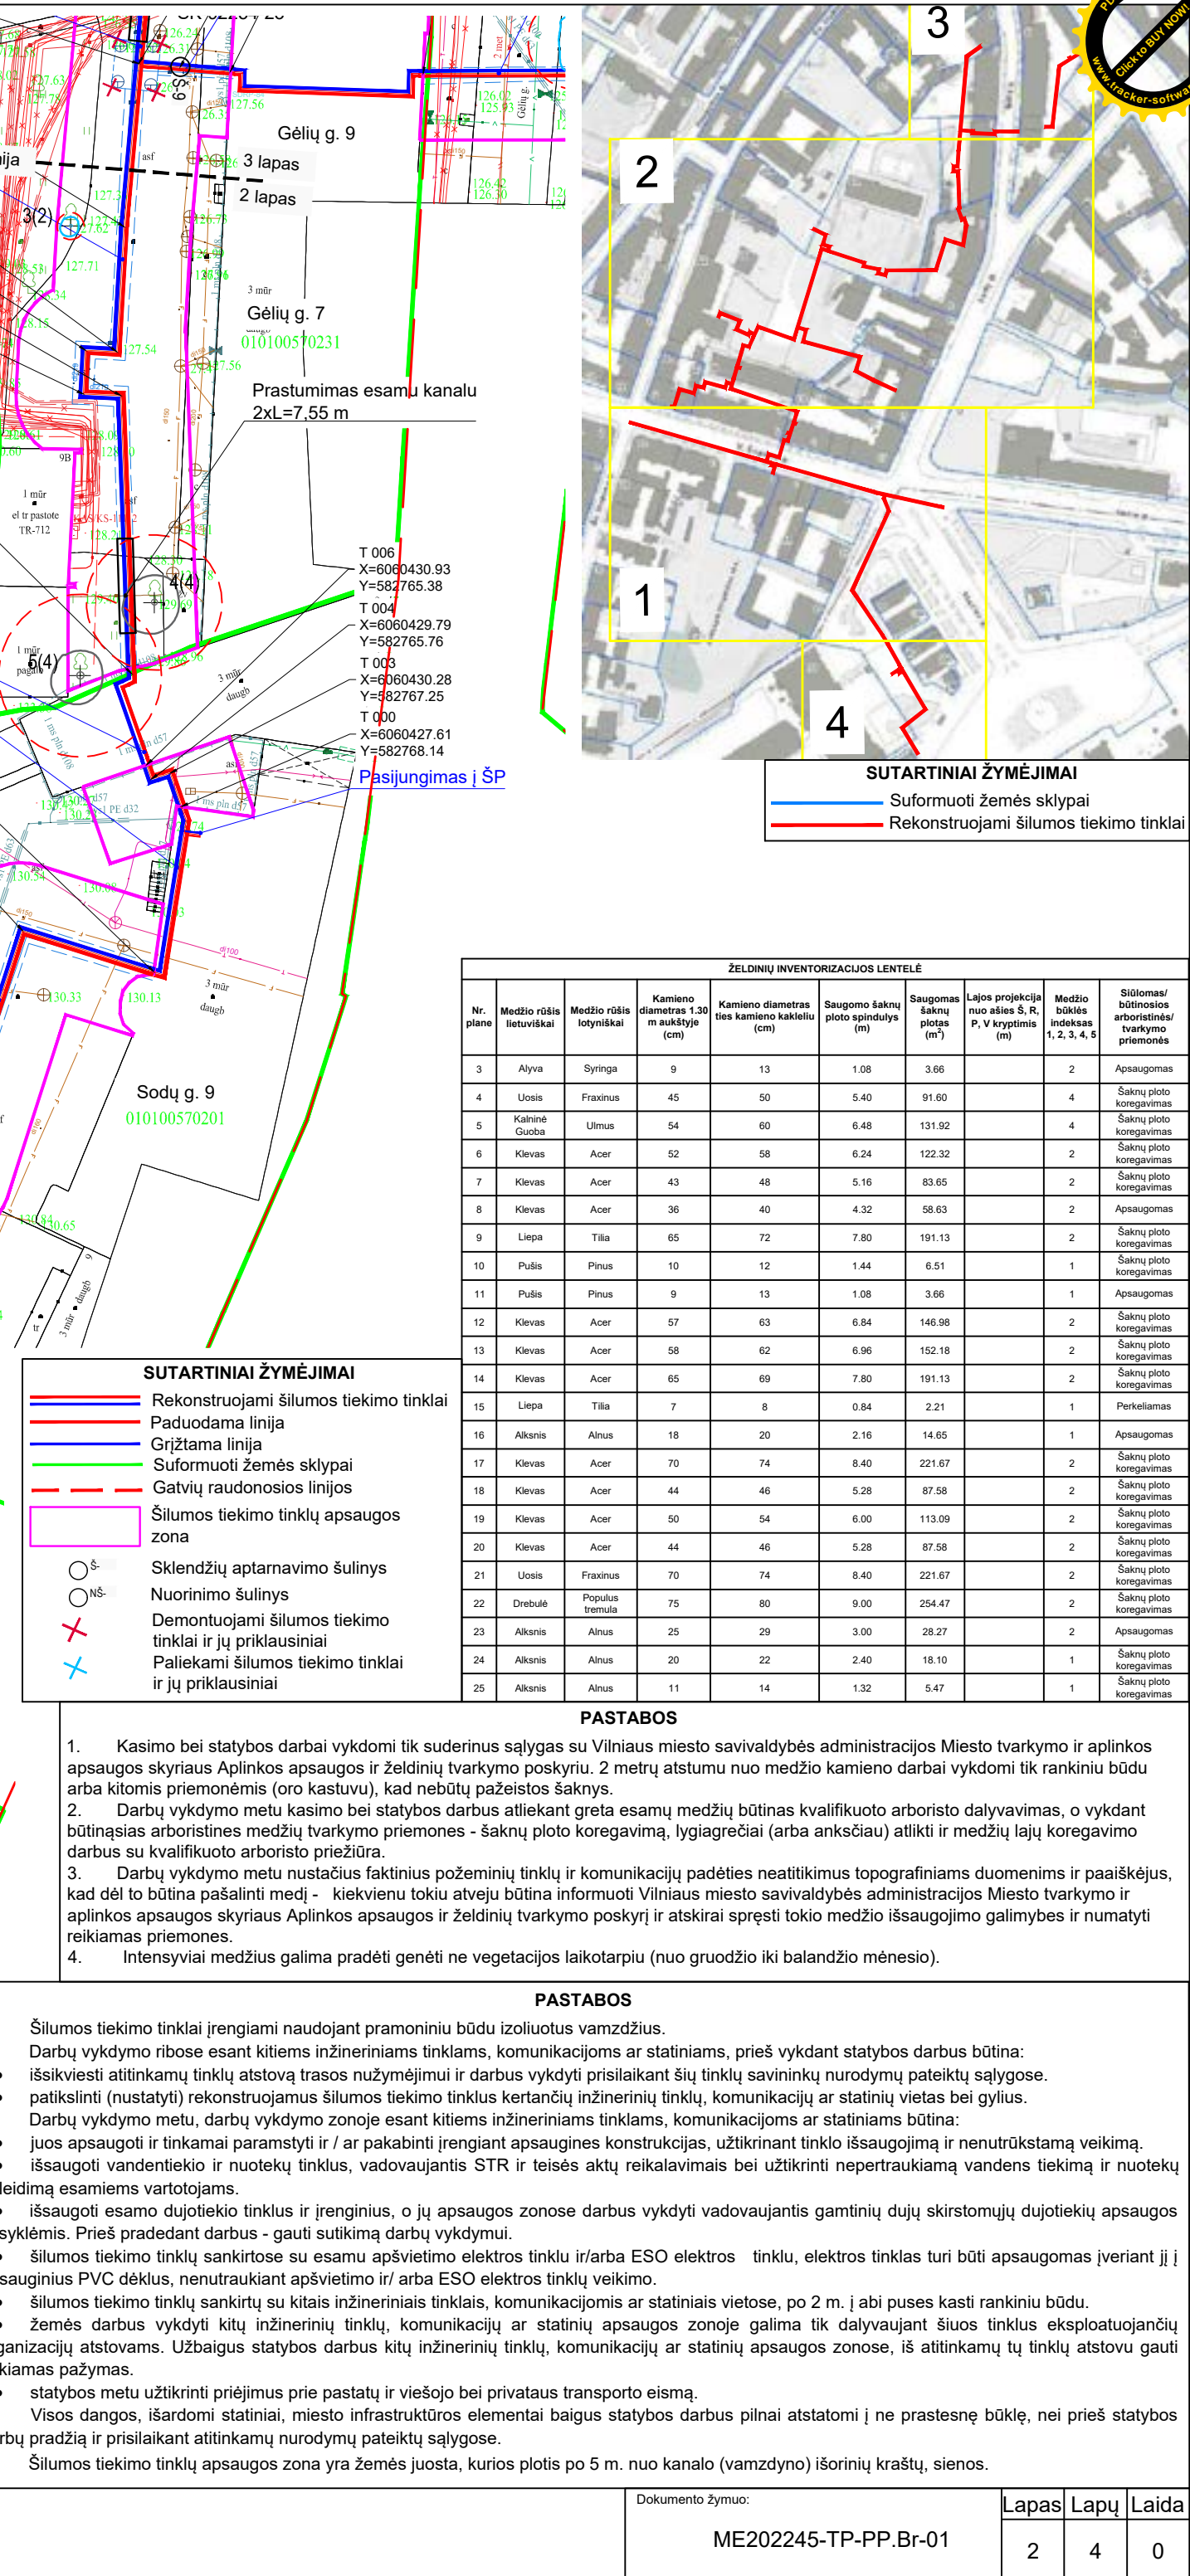 Gėlių g. 9
3 lapas
2 lapas
3(2)
3 mūr
Gėlių g. 7
010100570231
Prastumimas esamu kanalu
2xL=7,55 m
9B
1 mūr
el tr pastote
TR-712
4(4)
5(4)
T 006
X=6060430.93
Y=582765.38
T 004
X=6060429.79
Y=582765.76
T 003
X=6060430.28
Y=582767.25
T 000
X=6060427.61
Y=582768.14
Pasijungimas į ŠP
3 mūr
daugb
130.33
130.13
3 mūr
daugb
Sodų g. 9
010100570201
3
2
1
4
Click to BUY NOW!
SUTARTINIAI ŽYMĖJIMAI
Suformuoti žemės sklypai
Rekonstruojami šilumos tiekimo tinklai
ŽELDINIŲ INVENTORIZACIJOS LENTELĖ
Nr. plane Medžio rūšis lietuviškai Medžio rūšis lotyniškai Kamieno diametras 1.30 m aukštyje (cm) Kamieno diametras ties kamieno kakleliu (cm) Saugomo šaknų ploto spindulys (m) Saugomas šaknų plotas (m²) Lajos projekcija nuo ašies Š, R, P, V kryptimis (m) Medžio būklės indeksas 1, 2, 3, 4, 5 Siūlomas/ būtinosios arboristinės/ tvarkymo priemonės
3 Alyva Syringa 9 13 1.08 3.66 2 Apsaugomas
4 Uosis Fraxinus 45 50 5.40 91.60 4 Šaknų ploto koregavimas
5 Kalninė Guoba Ulmus 54 60 6.48 131.92 4 Šaknų ploto koregavimas
6 Klevas Acer 52 58 6.24 122.32 2 Šaknų ploto koregavimas
7 Klevas Acer 43 48 5.16 83.65 2 Šaknų ploto koregavimas
8 Klevas Acer 36 40 4.32 58.63 2 Apsaugomas
9 Liepa Tilia 65 72 7.80 191.13 2 Šaknų ploto koregavimas
10 Pušis Pinus 10 12 1.44 6.51 1 Šaknų ploto koregavimas
11 Pušis Pinus 9 13 1.08 3.66 1 Apsaugomas
12 Klevas Acer 57 63 6.84 146.98 2 Šaknų ploto koregavimas
13 Klevas Acer 58 62 6.96 152.18 2 Šaknų ploto koregavimas
14 Klevas Acer 65 69 7.80 191.13 2 Šaknų ploto koregavimas
15 Liepa Tilia 7 8 0.84 2.21 1 Perkeliamas
16 Alksnis Alnus 18 20 2.16 14.65 1 Apsaugomas
17 Klevas Acer 70 74 8.40 221.67 2 Šaknų ploto koregavimas
18 Klevas Acer 44 46 5.28 87.58 2 Šaknų ploto koregavimas
19 Klevas Acer 50 54 6.00 113.09 2 Šaknų ploto koregavimas
20 Klevas Acer 44 46 5.28 87.58 2 Šaknų ploto koregavimas
21 Uosis Fraxinus 70 74 8.40 221.67 2 Šaknų ploto koregavimas
22 Drebulė Populus tremula 75 80 9.00 254.47 2 Šaknų ploto koregavimas
23 Alksnis Alnus 25 29 3.00 28.27 2 Apsaugomas
24 Alksnis Alnus 20 22 2.40 18.10 1 Šaknų ploto koregavimas
25 Alksnis Alnus 11 14 1.32 5.47 1 Šaknų ploto koregavimas
SUTARTINIAI ŽYMĖJIMAI
Rekonstruojami šilumos tiekimo tinklai
Paduodama linija
Grįžtama linija
Suformuoti žemės sklypai
Gatvių raudonosios linijos
Šilumos tiekimo tinklų apsaugos
zona
Š- Sklendžių aptarnavimo šulinys
NŠ- Nuorinimo šulinys
Demontuojami šilumos tiekimo
tinklai ir jų priklausiniai
Paliekami šilumos tiekimo tinklai
ir jų priklausiniai
PASTABOS
1. Kasimo bei statybos darbai vykdomi tik suderinus sąlygas su Vilniaus miesto savivaldybės administracijos Miesto tvarkymo ir aplinkos
apsaugos skyriaus Aplinkos apsaugos ir želdinių tvarkymo poskyriu. 2 metrų atstumu nuo medžio kamieno darbai vykdomi tik rankiniu būdu
arba kitomis priemonėmis (oro kastuvu), kad nebūtų pažeistos šaknys.
2. Darbų vykdymo metu kasimo bei statybos darbus atliekant greta esamų medžių būtinas kvalifikuoto arboristo dalyvavimas, o vykdant
būtinąsias arboristines medžių tvarkymo priemones - šaknų ploto koregavimą, lygiagrečiai (arba anksčiau) atlikti ir medžių lajų koregavimo
darbus su kvalifikuoto arboristo priežiūra.
3. Darbų vykdymo metu nustačius faktinius požeminių tinklų ir komunikacijų padėties neatitikimus topografiniams duomenims ir paaiškėjus,
kad dėl to būtina pašalinti medį - kiekvienu tokiu atveju būtina informuoti Vilniaus miesto savivaldybės administracijos Miesto tvarkymo ir
aplinkos apsaugos skyriaus Aplinkos apsaugos ir želdinių tvarkymo poskyrį ir atskirai spręsti tokio medžio išsaugojimo galimybes ir numatyti
reikiamas priemones.
4. Intensyviai medžius galima pradėti genėti ne vegetacijos laikotarpiu (nuo gruodžio iki balandžio mėnesio).
PASTABOS
Šilumos tiekimo tinklai įrengiami naudojant pramoniniu būdu izoliuotus vamzdžius.
Darbų vykdymo ribose esant kitiems inžineriniams tinklams, komunikacijoms ar statiniams, prieš vykdant statybos darbus būtina:
• išsikviesti atitinkamų tinklų atstovą trasos nužymėjimui ir darbus vykdyti prisilaikant šių tinklų savininkų nurodymų pateiktų sąlygose.
• patikslinti (nustatyti) rekonstruojamus šilumos tiekimo tinklus kertančių inžinerinių tinklų, komunikacijų ar statinių vietas bei gylius.
Darbų vykdymo metu, darbų vykdymo zonoje esant kitiems inžineriniams tinklams, komunikacijoms ar statiniams būtina:
• juos apsaugoti ir tinkamai paramstyti ir / ar pakabinti įrengiant apsaugines konstrukcijas, užtikrinant tinklo išsaugojimą ir nenutrūkstamą veikimą.
• išsaugoti vandentiekio ir nuotekų tinklus, vadovaujantis STR ir teisės aktų reikalavimais bei užtikrinti nepertraukiamą vandens tiekimą ir nuotekų
leidimą esamiems vartotojams.
• išsaugoti esamo dujotiekio tinklus ir įrenginius, o jų apsaugos zonose darbus vykdyti vadovaujantis gamtinių dujų skirstomųjų dujotiekių apsaugos
syklėmis. Prieš pradedant darbus - gauti sutikimą darbų vykdymui.
• šilumos tiekimo tinklų sankirtose su esamu apšvietimo elektros tinklu ir/arba ESO elektros tinklu, elektros tinklas turi būti apsaugomas įveriant jį į
sauginius PVC dėklus, nenutraukiant apšvietimo ir/ arba ESO elektros tinklų veikimo.
• šilumos tiekimo tinklų sankirtų su kitais inžineriniais tinklais, komunikacijomis ar statiniais vietose, po 2 m. į abi puses kasti rankiniu būdu.
• žemės darbus vykdyti kitų inžinerinių tinklų, komunikacijų ar statinių apsaugos zonoje galima tik dalyvaujant šiuos tinklus eksploatuojančių
ganizacijų atstovams. Užbaigus statybos darbus kitų inžinerinių tinklų, komunikacijų ar statinių apsaugos zonose, iš atitinkamų tų tinklų atstovu gauti
kiamas pažymas.
• statybos metu užtikrinti priėjimus prie pastatų ir viešojo bei privataus transporto eismą.
Visos dangos, išardomi statiniai, miesto infrastruktūros elementai baigus statybos darbus pilnai atstatomi į ne prastesnę būklę, nei prieš statybos
rbų pradžią ir prisilaikant atitinkamų nurodymų pateiktų sąlygose.
Šilumos tiekimo tinklų apsaugos zona yra žemės juosta, kurios plotis po 5 m. nuo kanalo (vamzdyno) išorinių kraštų, sienos.
Dokumento žymuo:
ME202245-TP-PP.Br-01
Lapas Lapų Laida
2 4 0